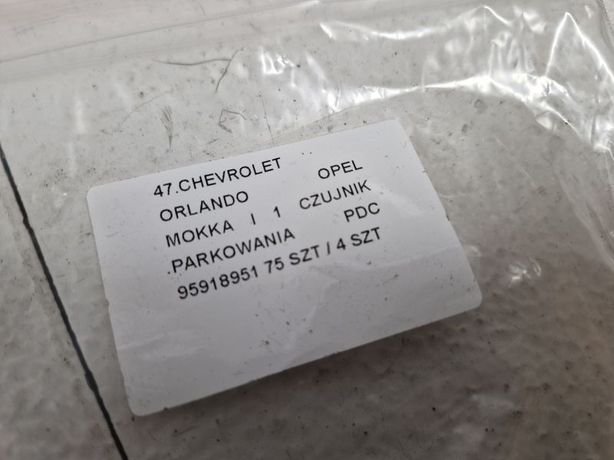 47.CHEVROLET OPEL
ORLANDO
MOKKA I 1 CZUJNIK
.PARKOWANIA PDC
95918951 75 SZT / 4 SZT